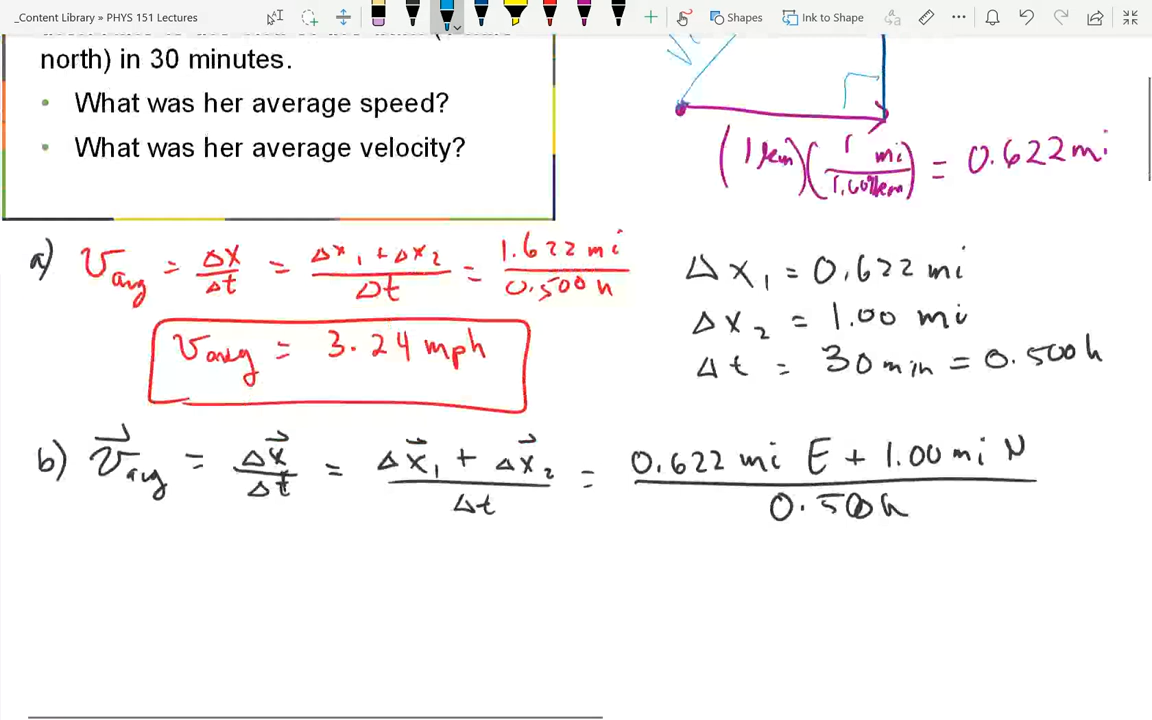 _Content Library » PHYS 151 Lectures
Shapes
Ink to Shape
north) in 30 minutes.
• What was her average speed?
• What was her average velocity?
(1 km)(1 mi / 1.609 km) = 0.622 mi
a) v avg = Δx/Δt = (Δx₁ + Δx₂)/Δt = 1.622 mi / 0.500 h
v avg = 3.24 mph
Δx₁ = 0.622 mi
Δx₂ = 1.00 mi
Δt = 30 min = 0.500 h
b) v⃗ avg = Δx⃗/Δt = (Δx⃗₁ + Δx⃗₂)/Δt = (0.622 mi E + 1.00 mi N)/0.500 h